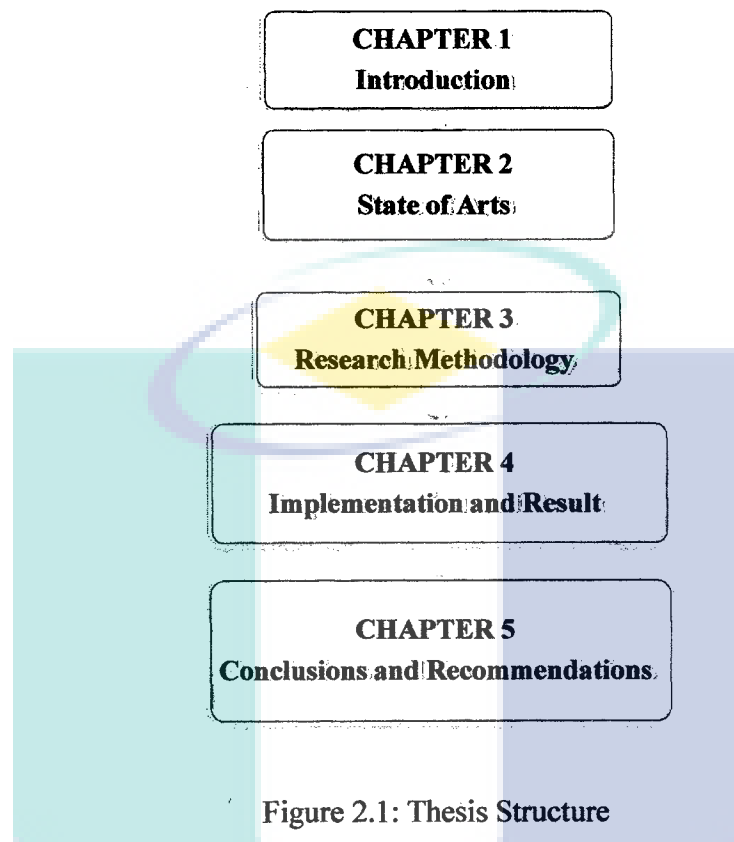 CHAPTER 1
Introduction
CHAPTER 2
State of Arts
CHAPTER 3
Research Methodology
CHAPTER 4
Implementation and Result
CHAPTER 5
Conclusions and Recommendations
Figure 2.1: Thesis Structure